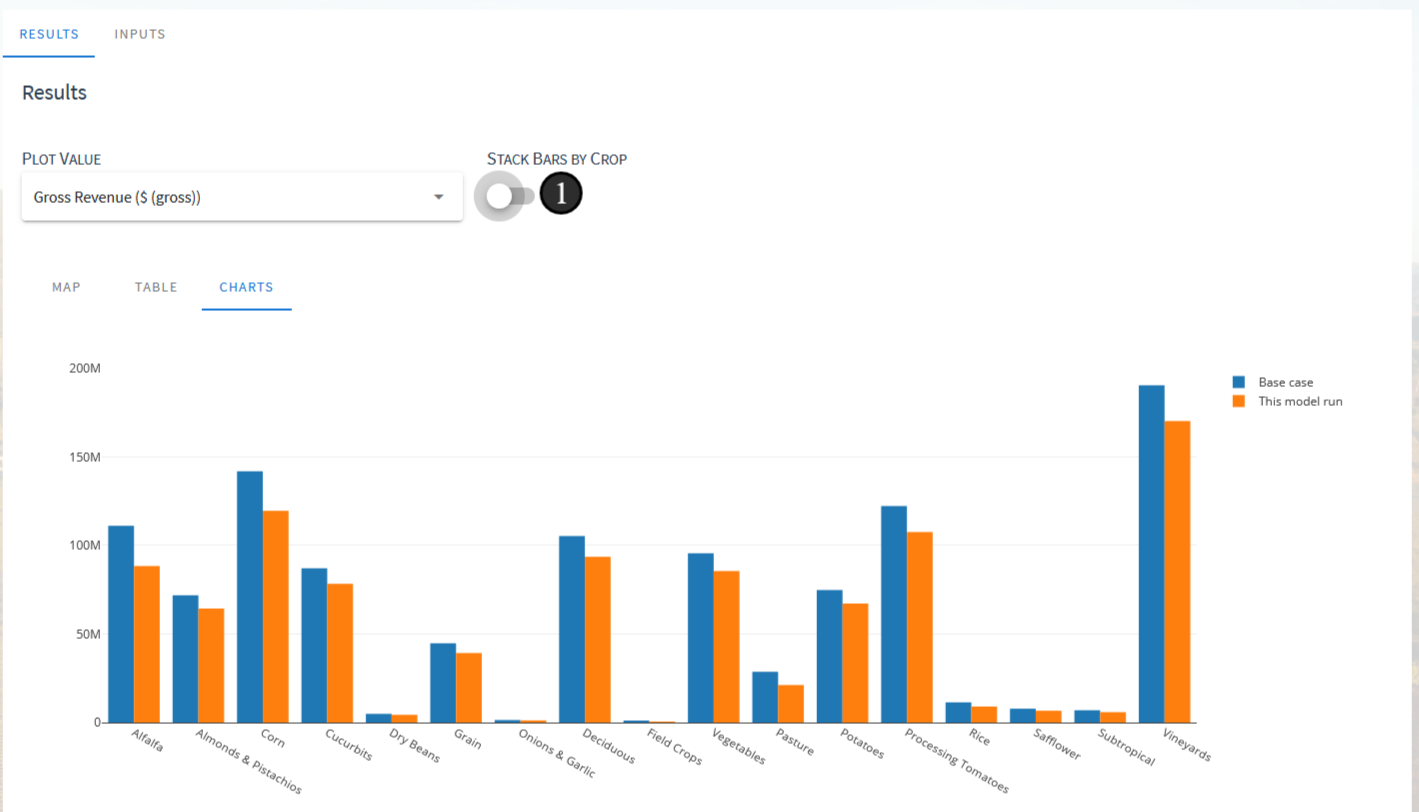 RESULTS INPUTS
Results
PLOT VALUE STACK BARS BY CROP
Gross Revenue ($ (gross)) 1
MAP TABLE CHARTS
200M
150M
100M
50M
0
Base case
This model run
Alfalfa
Almonds & Pistachios
Corn
Cucurbits
Dry Beans
Grain
Onions & Garlic
Deciduous
Field Crops
Vegetables
Pasture
Potatoes
Processing Tomatoes
Rice
Safflower
Subtropical
Vineyards